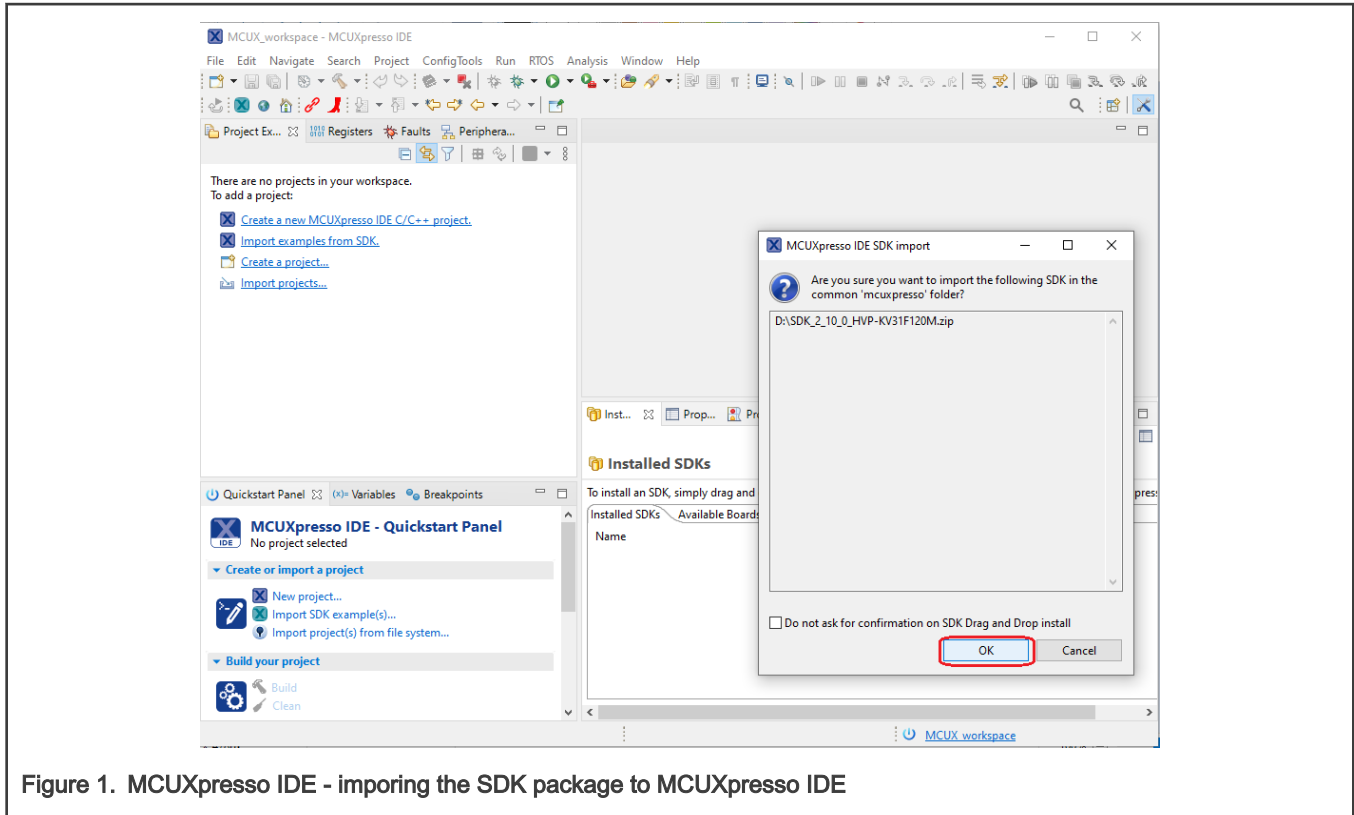 MCUX_workspace - MCUXpresso IDE
File Edit Navigate Search Project ConfigTools Run RTOS Analysis Window Help
Project Ex... Registers Faults Periphera...
There are no projects in your workspace.
To add a project:
Create a new MCUXpresso IDE C/C++ project.
Import examples from SDK.
Create a project...
Import projects...
MCUXpresso IDE SDK import
Are you sure you want to import the following SDK in the
common 'mcuxpresso' folder?
D:\SDK_2_10_0_HVP-KV31F120M.zip
Do not ask for confirmation on SDK Drag and Drop install
OK Cancel
Inst... Prop... Pr
Installed SDKs
To install an SDK, simply drag and
press
Installed SDKs Available Boards
Name
Quickstart Panel (x)= Variables Breakpoints
IDE
MCUXpresso IDE - Quickstart Panel
No project selected
Create or import a project
New project...
Import SDK example(s)...
Import project(s) from file system...
Build your project
Build
Clean
MCUX workspace
Figure 1. MCUXpresso IDE - imporing the SDK package to MCUXpresso IDE